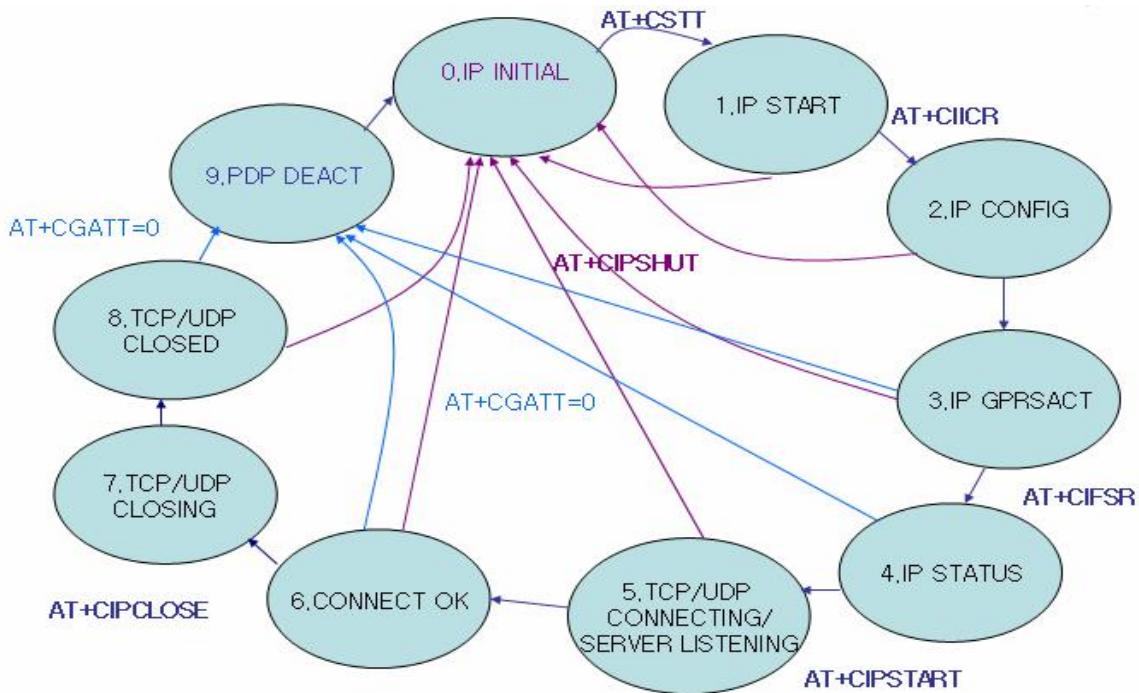 AT+CSTT
0,IP INITIAL
1,IP START
AT+CIICR
9,PDP DEACT
2,IP CONFIG
AT+CGATT=0
AT+CIPSHUT
8,TCP/UDP
CLOSED
3,IP GPRSACT
AT+CGATT=0
7,TCP/UDP
CLOSING
AT+CIFSR
4,IP STATUS
6,CONNECT OK
5,TCP/UDP
CONNECTING/
SERVER LISTENING
AT+CIPCLOSE
AT+CIPSTART